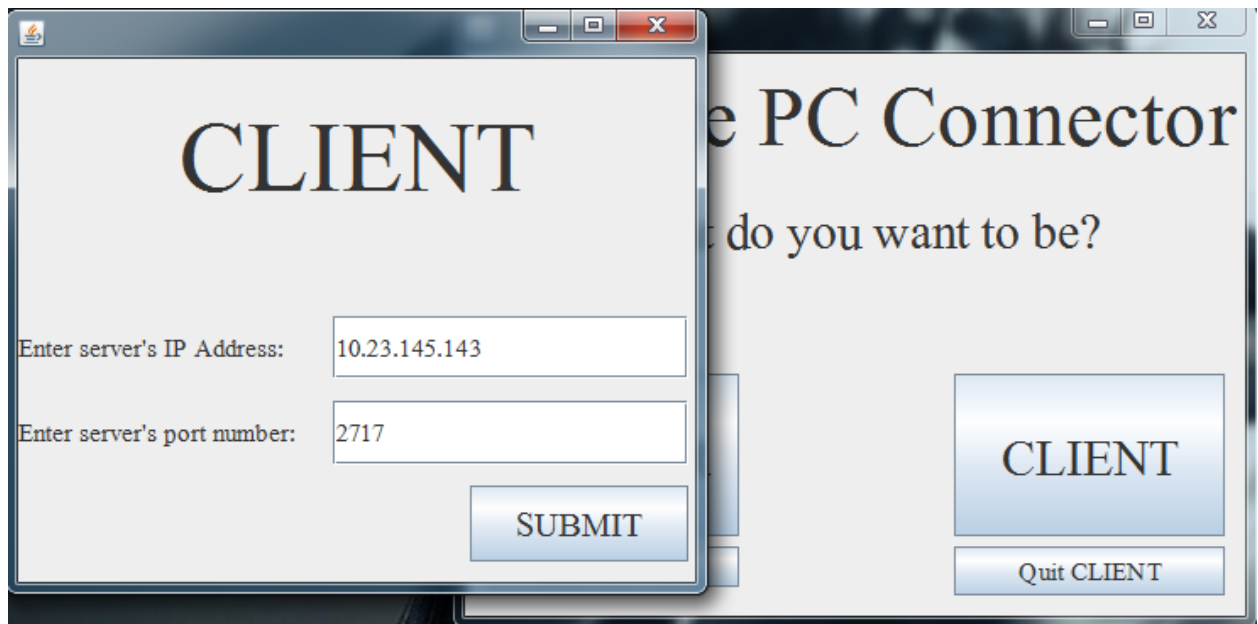 CLIENT
Enter server's IP Address:
10.23.145.143
Enter server's port number:
2717
SUBMIT
e PC Connector
do you want to be?
CLIENT
Quit CLIENT